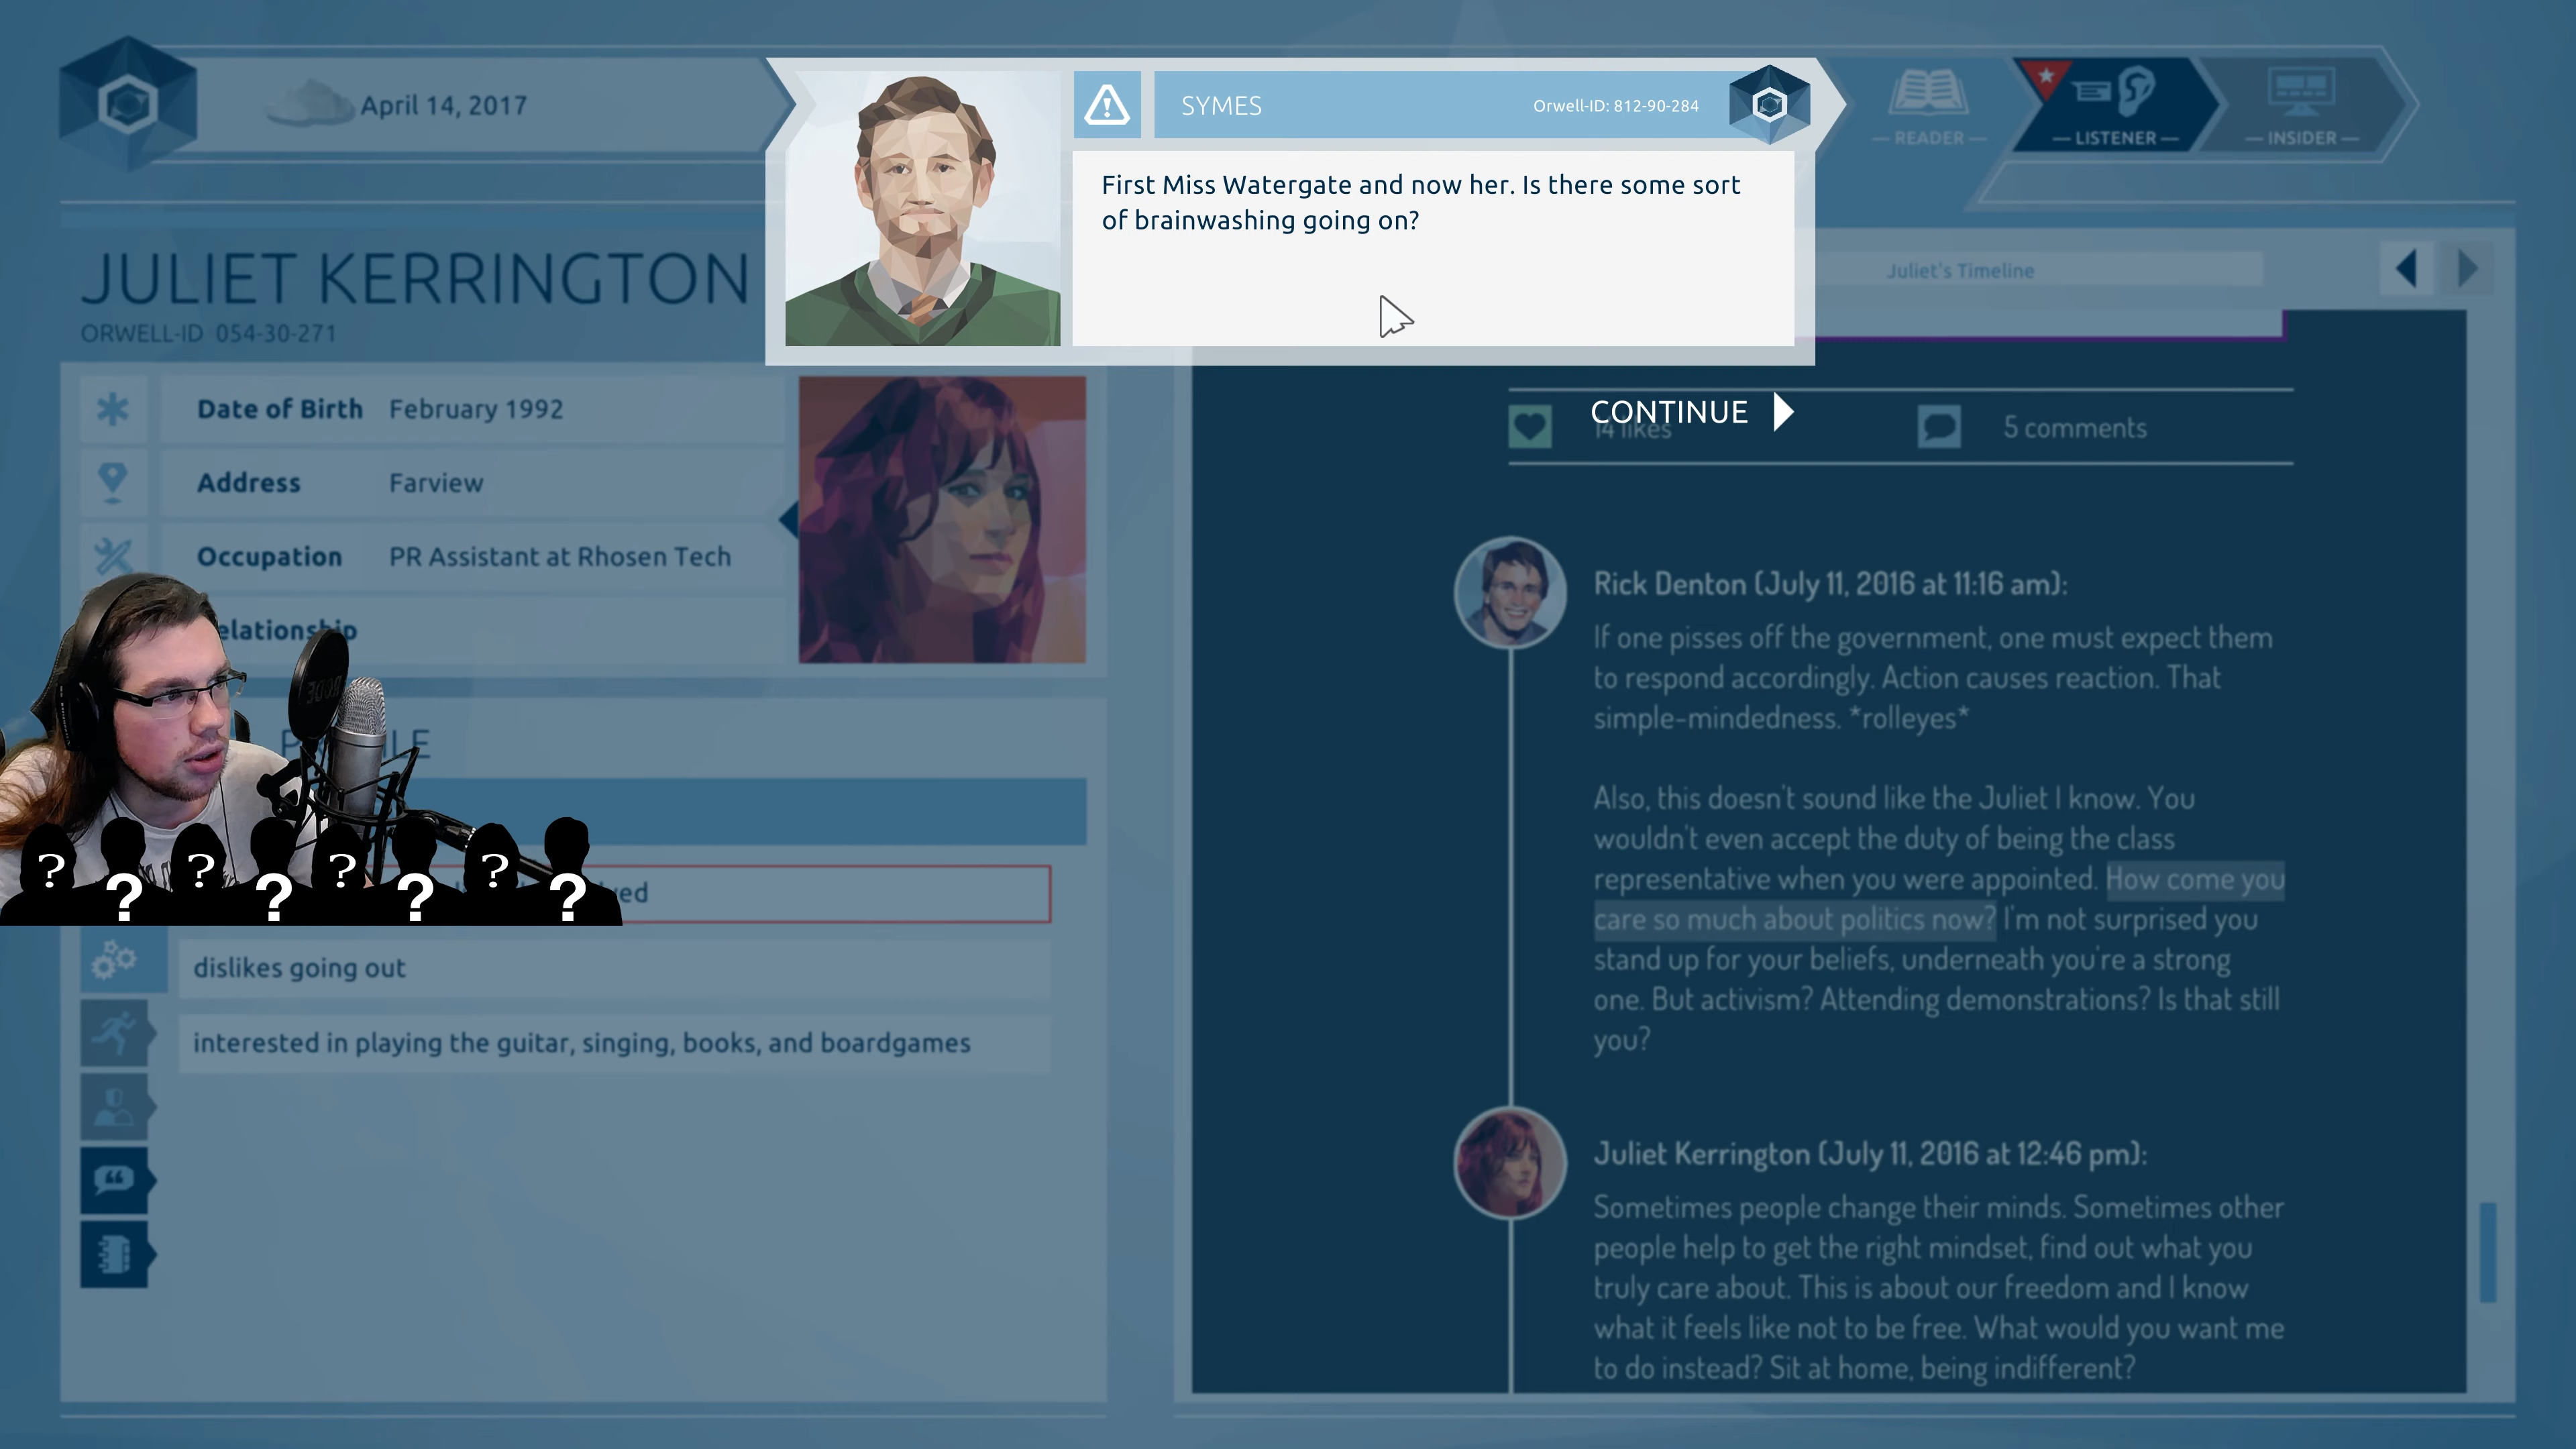 April 14, 2017
SYMES
Orwell-ID: 812-90-284
First Miss Watergate and now her. Is there some sort
of brainwashing going on?
CONTINUE
READER
LISTENER
INSIDER
JULIET KERRINGTON
ORWELL-ID 054-30-271
Date of Birth February 1992
Address Farview
Occupation PR Assistant at Rhosen Tech
elationship
RODE
dislikes going out
interested in playing the guitar, singing, books, and boardgames
? ? ? ? ? ? ? ?
Juliet's Timeline
14 likes
5 comments
Rick Denton (July 11, 2016 at 11:16 am):
If one pisses off the government, one must expect them
to respond accordingly. Action causes reaction. That
simple-mindedness. *rolleyes*
Also, this doesn't sound like the Juliet I know. You
wouldn't even accept the duty of being the class
representative when you were appointed. How come you
care so much about politics now? I'm not surprised you
stand up for your beliefs, underneath you're a strong
one. But activism? Attending demonstrations? Is that still
you?
Juliet Kerrington (July 11, 2016 at 12:46 pm):
Sometimes people change their minds. Sometimes other
people help to get the right mindset, find out what you
truly care about. This is about our freedom and I know
what it feels like not to be free. What would you want me
to do instead? Sit at home, being indifferent?